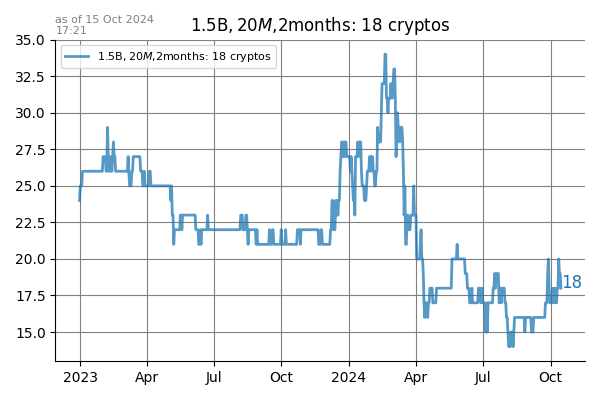 as of 15 Oct 2024
17:21
1.5B, 20M,2months: 18 cryptos
1.5B, 20M,2months: 18 cryptos
35.0
32.5
30.0
27.5
25.0
22.5
20.0
17.5
15.0
18
2023
Apr
Jul
Oct
2024
Apr
Jul
Oct